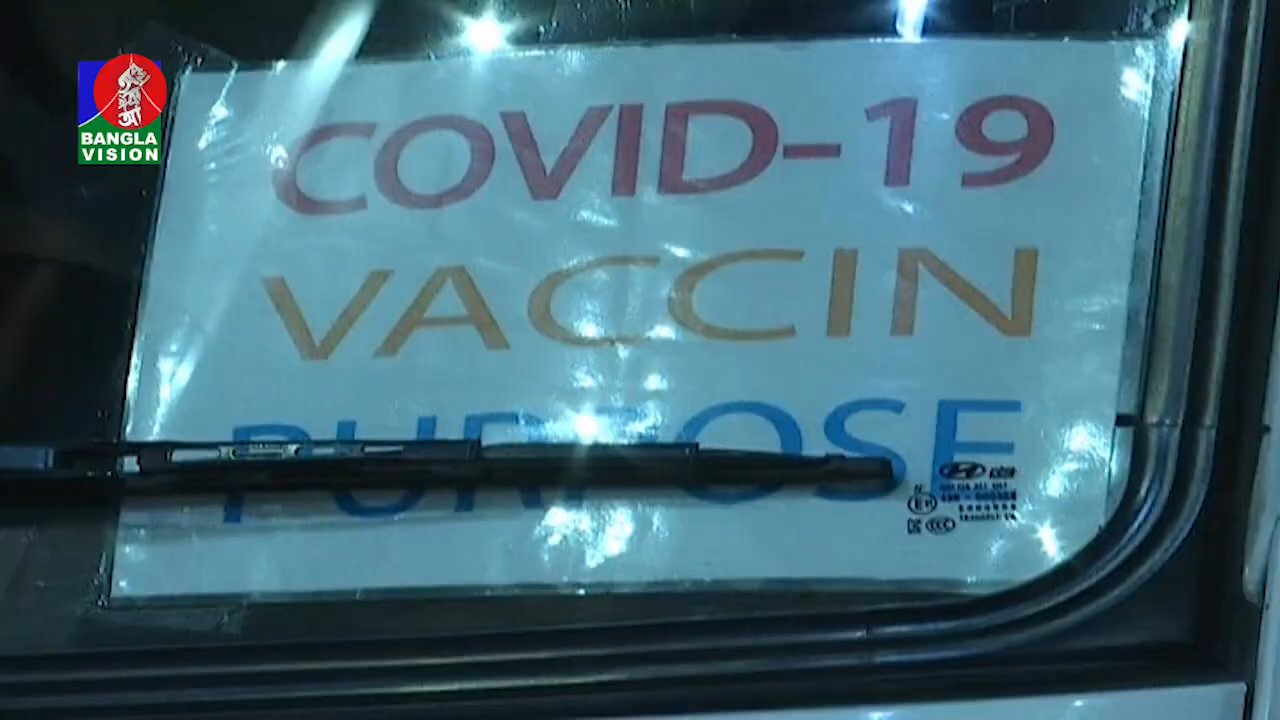 BANGLA
VISION
COVID-19
VACCIN
PURPOSE